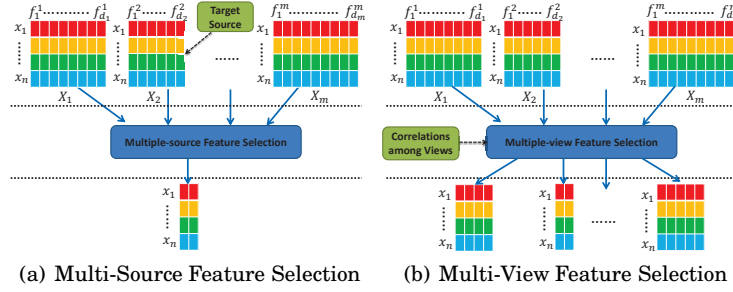 f_1^1 ......... f_{d_1}^1 f_1^2 ...... f_{d_2}^2 Target Source f_1^m ............ f_{d_m}^m
x_1
x_n
X_1 X_2 ...... X_m
Multiple-source Feature Selection
x_1
x_n
(a) Multi-Source Feature Selection
f_1^1 ......... f_{d_1}^1 f_1^2 ...... f_{d_2}^2 f_1^m ............
x_1
x_n
X_1 X_2 ...... X_m
Correlations among Views
Multiple-view Feature Selection
x_1
x_n
......
(b) Multi-View Feature Selection